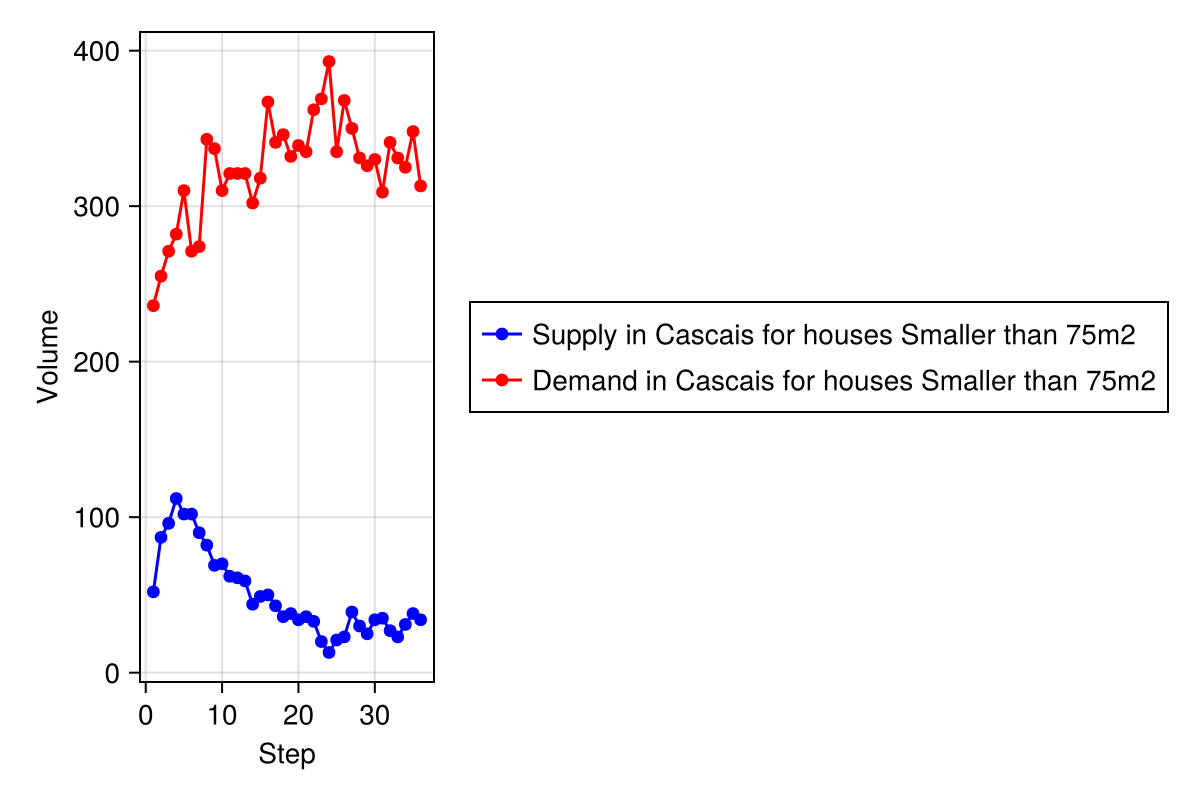 Volume
400
300
200
100
0
0 10 20 30
Step
Supply in Cascais for houses Smaller than 75m2
Demand in Cascais for houses Smaller than 75m2